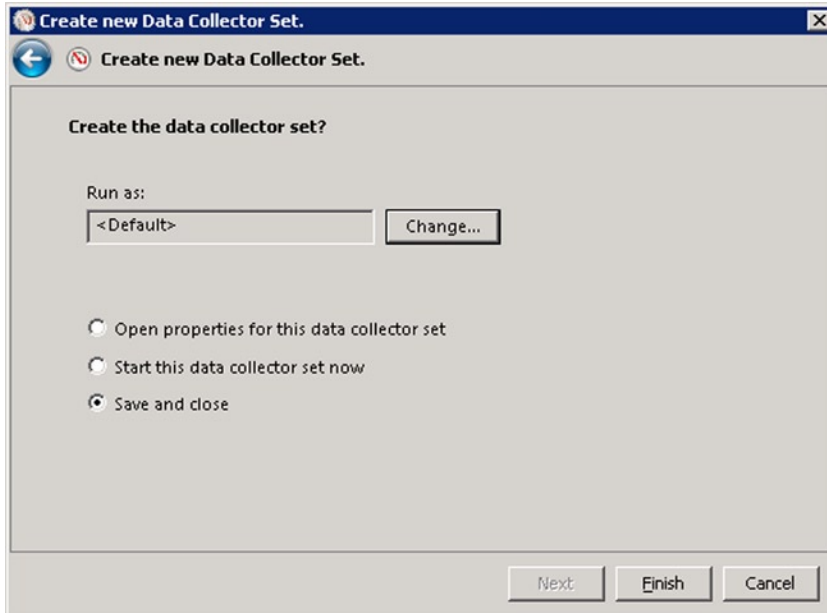 Create new Data Collector Set.
Create new Data Collector Set.
Create the data collector set?
Run as:
<Default>
Change...
Open properties for this data collector set
Start this data collector set now
Save and close
Next
Finish
Cancel